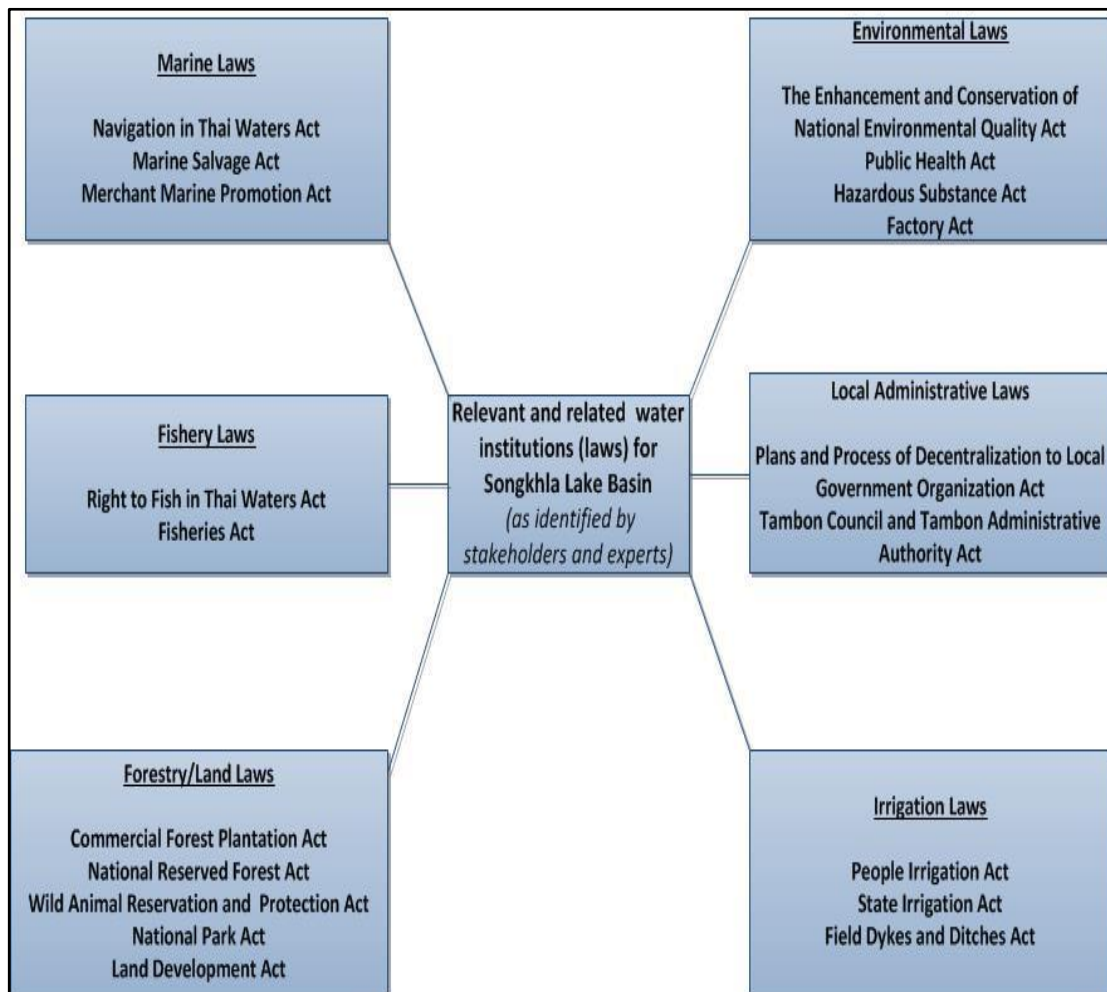 Marine Laws
Navigation in Thai Waters Act
Marine Salvage Act
Merchant Marine Promotion Act
Environmental Laws
The Enhancement and Conservation of
National Environmental Quality Act
Public Health Act
Hazardous Substance Act
Factory Act
Fishery Laws
Right to Fish in Thai Waters Act
Fisheries Act
Relevant and related water
institutions (laws) for
Songkhla Lake Basin
(as identified by
stakeholders and experts)
Local Administrative Laws
Plans and Process of Decentralization to Local
Government Organization Act
Tambon Council and Tambon Administrative
Authority Act
Forestry/Land Laws
Commercial Forest Plantation Act
National Reserved Forest Act
Wild Animal Reservation and Protection Act
National Park Act
Land Development Act
Irrigation Laws
People Irrigation Act
State Irrigation Act
Field Dykes and Ditches Act